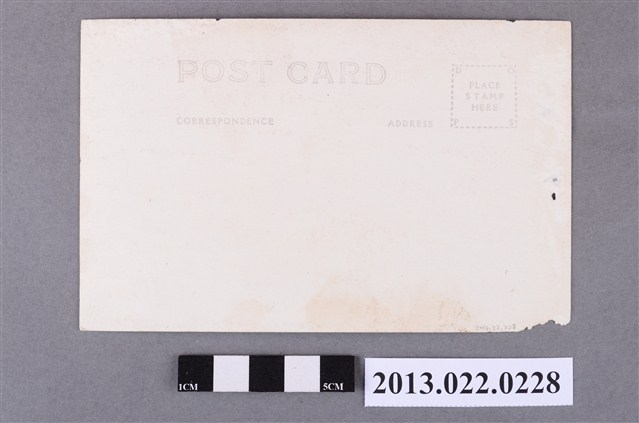 POST CARD
D O
PLACE
STAMP
HERE
P S
CORRESPONDENCE
ADDRESS
1CM
5CM
2013.022.0228